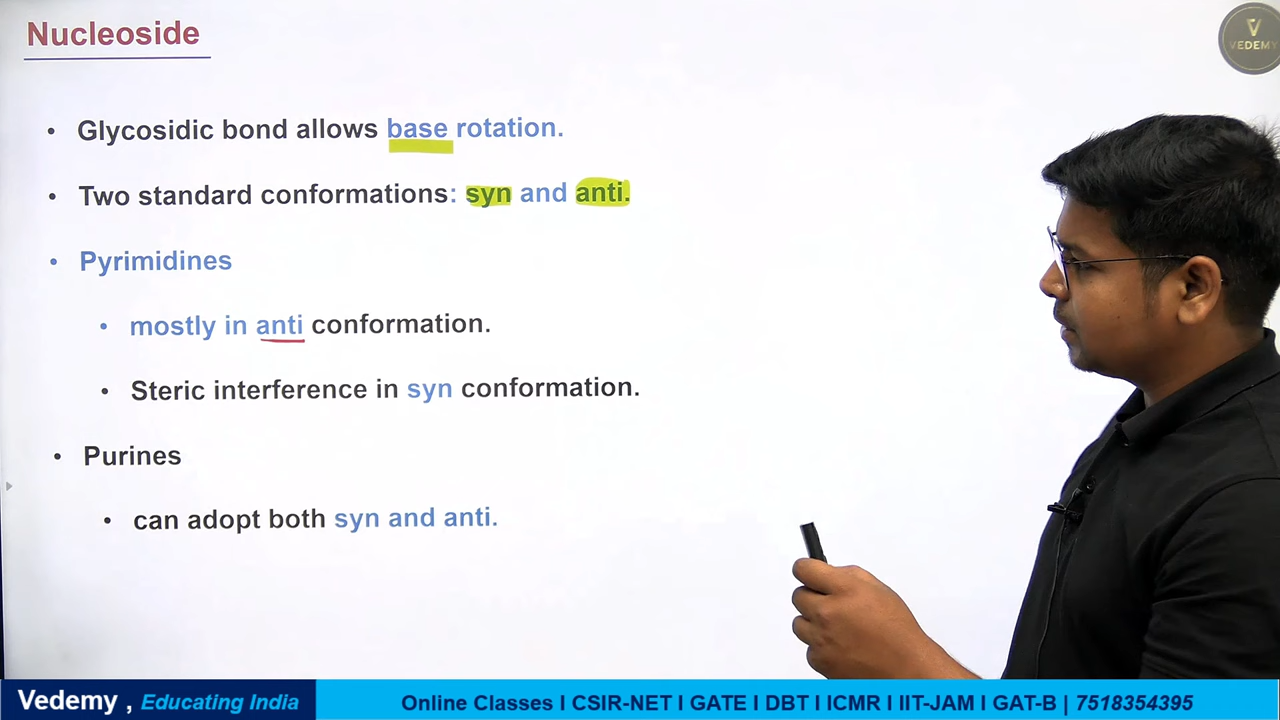 Nucleoside
V
VEDEMY
• Glycosidic bond allows base rotation.
• Two standard conformations: syn and anti.
• Pyrimidines
• mostly in anti conformation.
• Steric interference in syn conformation.
• Purines
• can adopt both syn and anti.
Vedemy , Educating India
Online Classes I CSIR-NET I GATE I DBT I ICMR I IIT-JAM I GAT-B | 7518354395